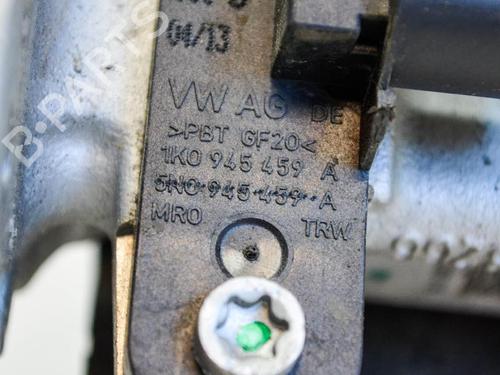 04/13
VW AG DE
>PBT GF20<
1K0 945 459 A
5N0 945 459 A
MRO TRW
B-PARTS